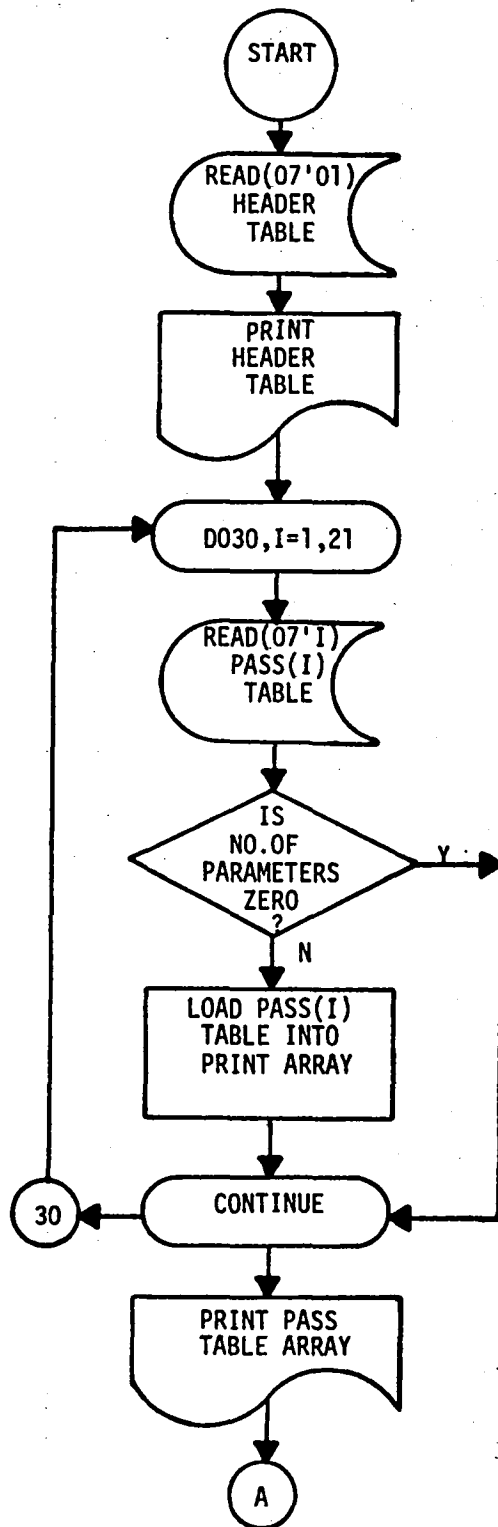 START
READ(07'01)
HEADER
TABLE
PRINT
HEADER
TABLE
DO30,I=1,21
READ(07'I)
PASS(I)
TABLE
IS
NO.OF
PARAMETERS
ZERO
?
Y
N
LOAD PASS(I)
TABLE INTO
PRINT ARRAY
30
CONTINUE
PRINT PASS
TABLE ARRAY
A